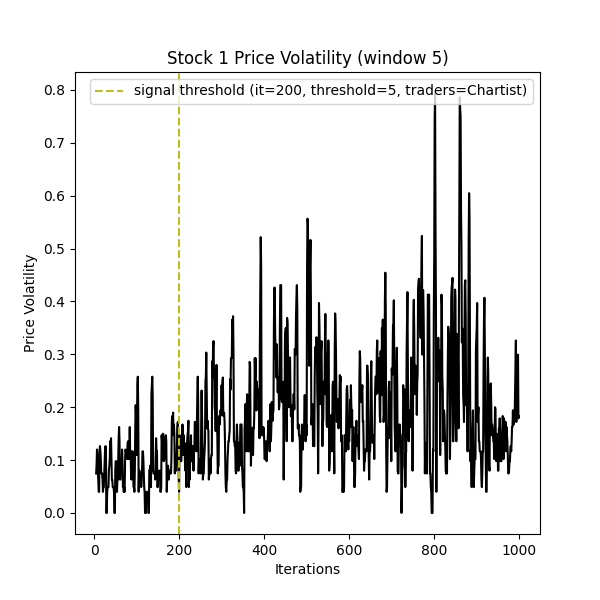 Stock 1 Price Volatility (window 5)
signal threshold (it=200, threshold=5, traders=Chartist)
Price Volatility
0.8
0.7
0.6
0.5
0.4
0.3
0.2
0.1
0.0
0 200 400 600 800 1000
Iterations